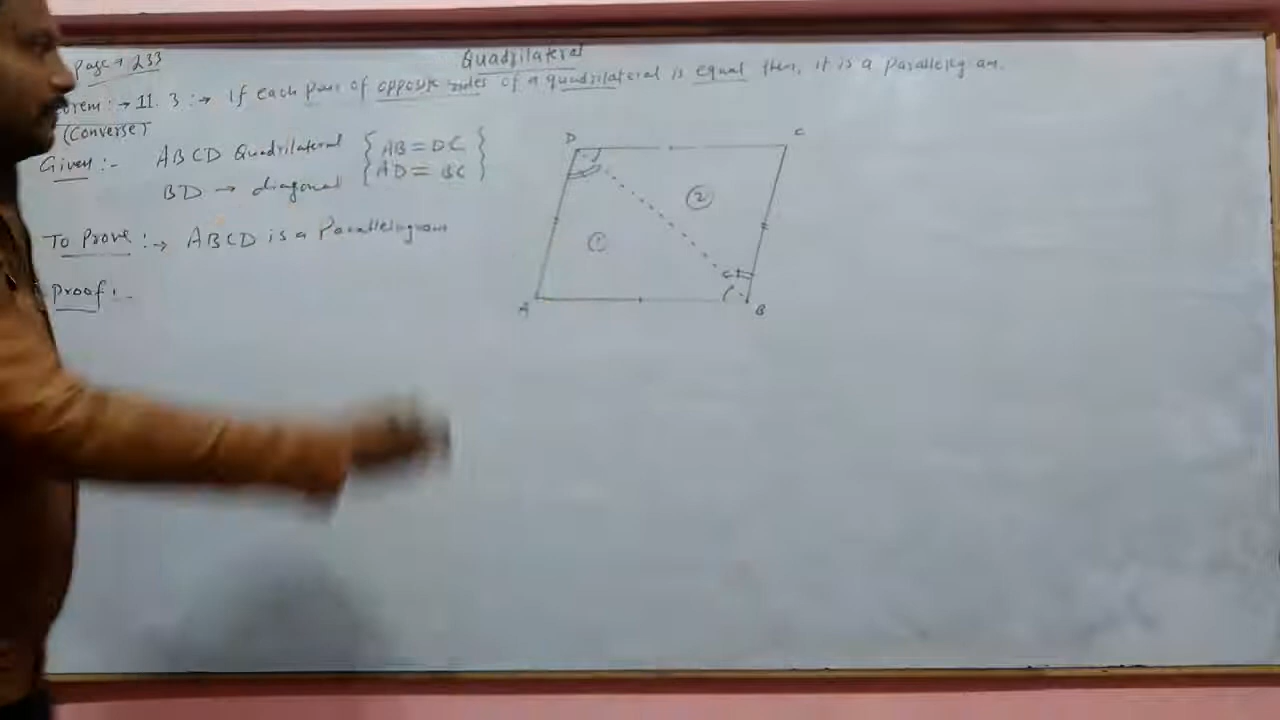 Quadrilateral
page → 233
orem :→ 11.3 :→ If each pair of opposite sides of a quadrilateral is equal then, it is a parallelogram.
(Converse)
Given :- ABCD Quadrilateral { AB = DC
BD → diagonal AD = BC }
To Prove :→ ABCD is a Parallelogram
Proof :-
D C
② 
①
A B